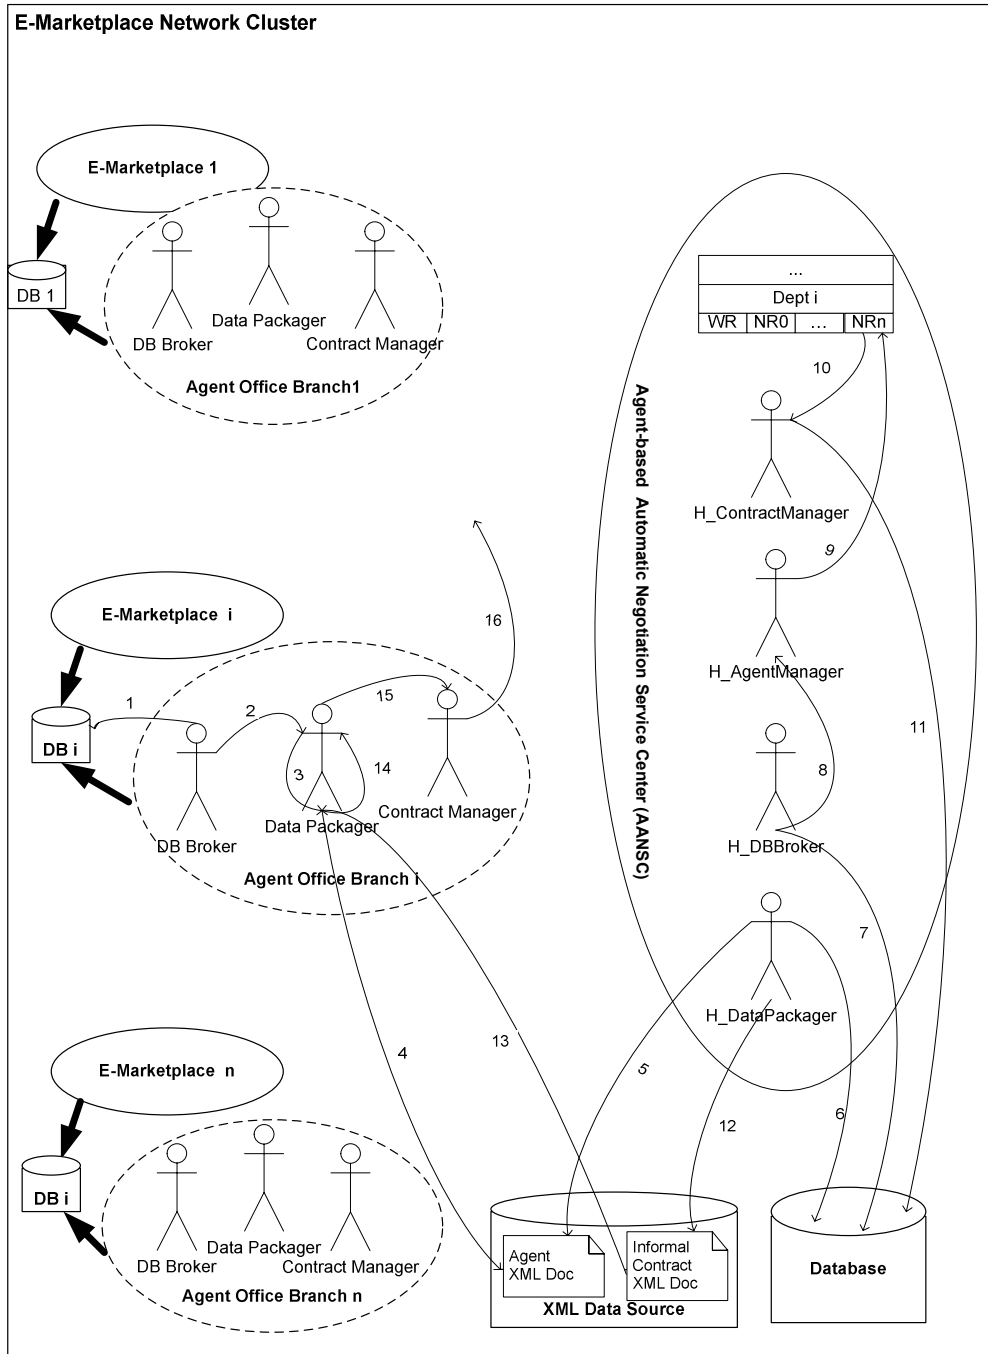 E-Marketplace Network Cluster
E-Marketplace 1
DB 1
DB Broker
Data Packager
Contract Manager
Agent Office Branch1
...
Dept i
WR NR0 ... NRn
10
H_ContractManager
9
H_AgentManager
11
8
H_DBBroker
7
H_DataPackager
Agent-based Automatic Negotiation Service Center (AANSC)
16
E-Marketplace i
DB i
1
2
15
3
14
DB Broker
Data Packager
Contract Manager
Agent Office Branch i
4
13
5
12
6
E-Marketplace n
DB i
DB Broker
Data Packager
Contract Manager
Agent Office Branch n
Agent
XML Doc
Informal
Contract
XML Doc
XML Data Source
Database